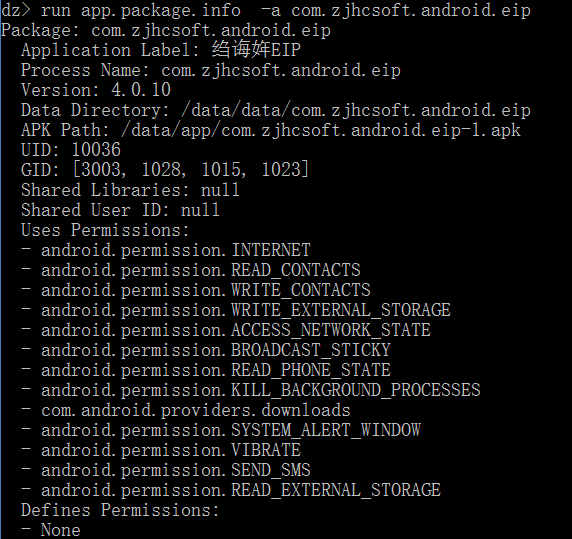 dz> run app.package.info  -a com.zjhcsoft.android.eip
Package: com.zjhcsoft.android.eip
  Application Label: 绉诲姩EIP
  Process Name: com.zjhcsoft.android.eip
  Version: 4.0.10
  Data Directory: /data/data/com.zjhcsoft.android.eip
  APK Path: /data/app/com.zjhcsoft.android.eip-1.apk
  UID: 10036
  GID: [3003, 1028, 1015, 1023]
  Shared Libraries: null
  Shared User ID: null
  Uses Permissions:
  - android.permission.INTERNET
  - android.permission.READ_CONTACTS
  - android.permission.WRITE_CONTACTS
  - android.permission.WRITE_EXTERNAL_STORAGE
  - android.permission.ACCESS_NETWORK_STATE
  - android.permission.BROADCAST_STICKY
  - android.permission.READ_PHONE_STATE
  - android.permission.KILL_BACKGROUND_PROCESSES
  - com.android.providers.downloads
  - android.permission.SYSTEM_ALERT_WINDOW
  - android.permission.VIBRATE
  - android.permission.SEND_SMS
  - android.permission.READ_EXTERNAL_STORAGE
  Defines Permissions:
  - None